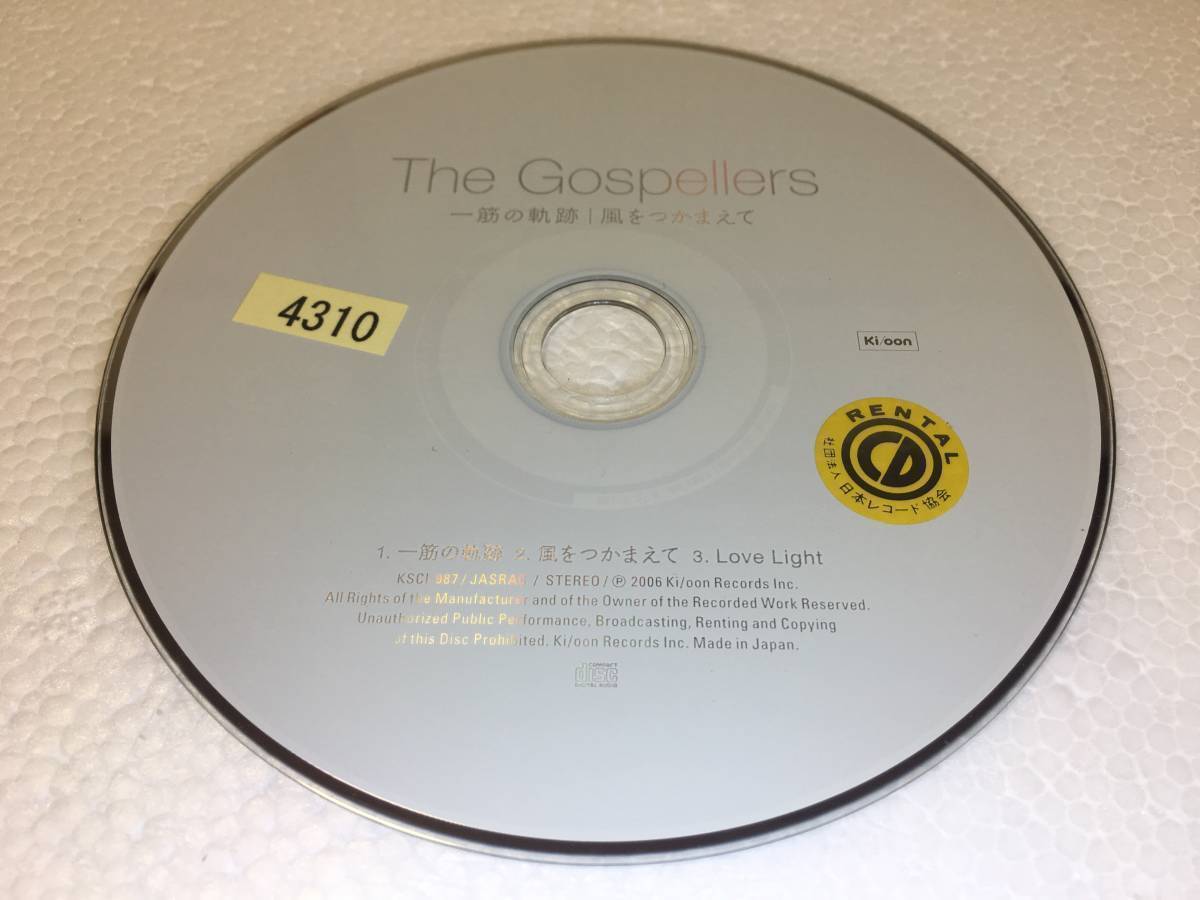 The Gospellers
一筋の軌跡 | 風をつかまえて
4310
Ki/oon
RENTAL
CD
社団法人 日本レコード協会
1. 一筋の軌跡 2. 風をつかまえて 3. Love Light
987/JASRAC / STEREO/ ℗ 2006 Ki/oon Records Inc.
All Rights of the Manufacturer and of the Owner of the Recorded Work Reserved.
Unauthorized Public Performance, Broadcasting, Renting and Copying
of this Disc Prohibited. Ki/oon Records Inc. Made in Japan.
COMPACT
disc
DIGITAL AUDIO